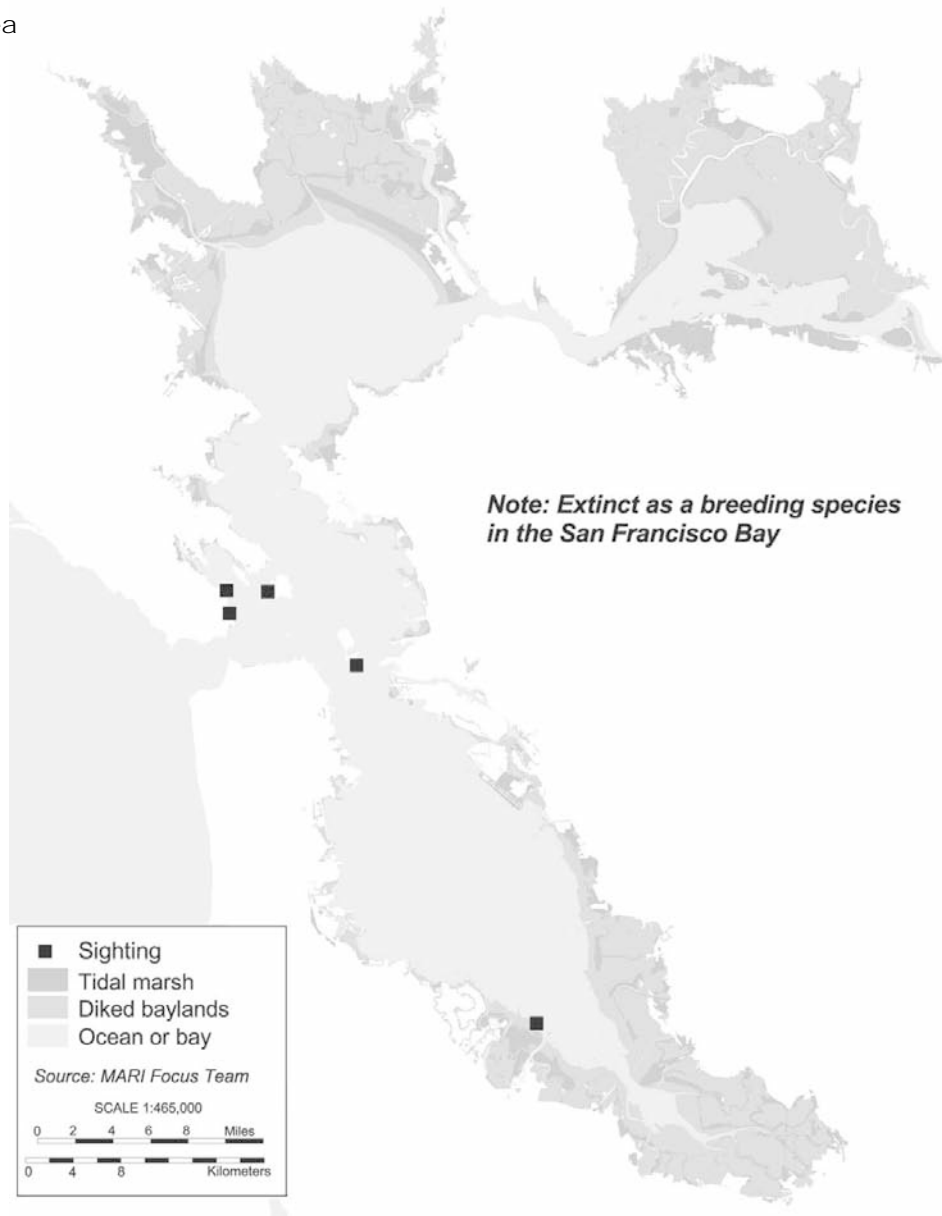 a
Note: Extinct as a breeding species
in the San Francisco Bay
Sighting
Tidal marsh
Diked baylands
Ocean or bay
Source: MARI Focus Team
SCALE 1:465,000
0 2 4 6 8 Miles
0 4 8 Kilometers